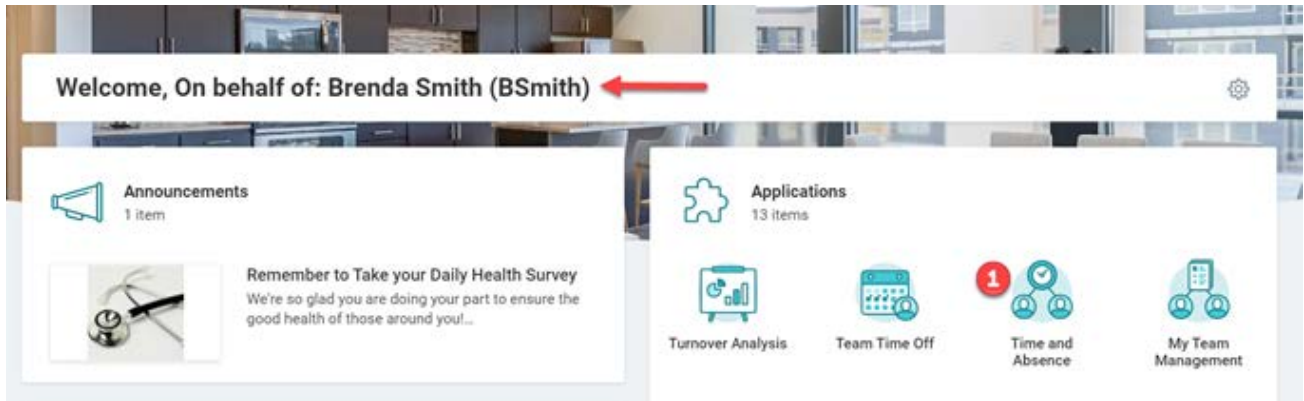 Welcome, On behalf of: Brenda Smith (BSmith)
Announcements
1 item
Remember to Take your Daily Health Survey
We're so glad you are doing your part to ensure the
good health of those around you!...
Applications
13 items
1
Turnover Analysis
Team Time Off
Time and
Absence
My Team
Management